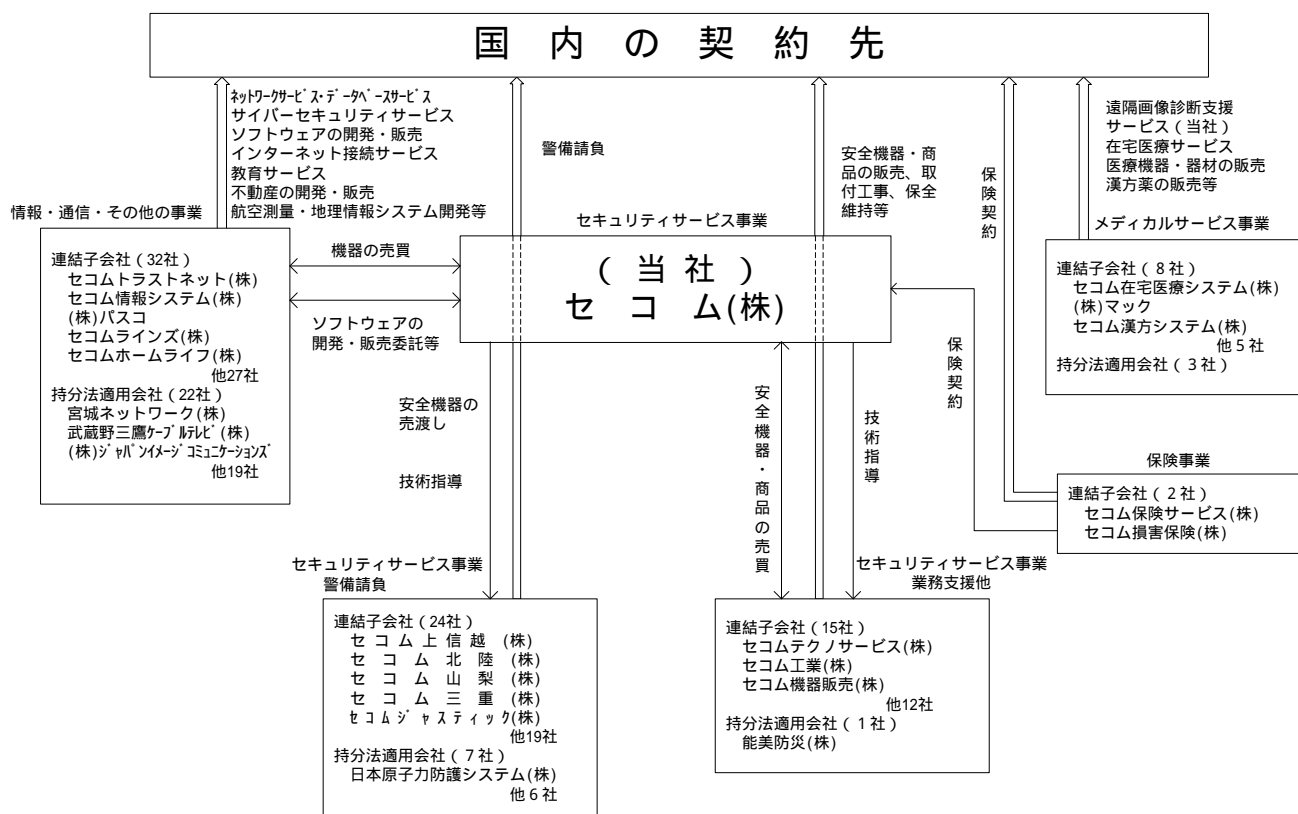 国内の契約先
ネットワークサービス・データベースサービス
サイバーセキュリティサービス
ソフトウェアの開発・販売
インターネット接続サービス
教育サービス
不動産の開発・販売
航空測量・地理情報システム開発等
警備請負
安全機器・商
品の販売、取
付工事、保全
維持等
保険契約
遠隔画像診断支援
サービス(当社)
在宅医療サービス
医療機器・器材の販売
漢方薬の販売等
情報・通信・その他の事業
連結子会社(32社)
セコムトラストネット(株)
セコム情報システム(株)
(株)パスコ
セコムラインズ(株)
セコムホームライフ(株)
他27社
持分法適用会社(22社)
宮城ネットワーク(株)
武蔵野三鷹ケーブルテレビ(株)
(株)ジャパンイメージコミュニケーションズ
他19社
機器の売買
ソフトウェアの
開発・販売委託等
セキュリティサービス事業
(当社)
セコム(株)
メディカルサービス事業
連結子会社(8社)
セコム在宅医療システム(株)
(株)マック
セコム漢方システム(株)
他5社
持分法適用会社(3社)
保険契約
安全機器の
売渡し
技術指導
安全機器・商品の売買
技術指導
保険事業
連結子会社(2社)
セコム保険サービス(株)
セコム損害保険(株)
セキュリティサービス事業
警備請負
連結子会社(24社)
セコム上信越(株)
セコム北陸(株)
セコム山梨(株)
セコム三重(株)
セコムジャスティック(株)
他19社
持分法適用会社(7社)
日本原子力防護システム(株)
他6社
セキュリティサービス事業
業務支援他
連結子会社(15社)
セコムテクノサービス(株)
セコム工業(株)
セコム機器販売(株)
他12社
持分法適用会社(1社)
能美防災(株)